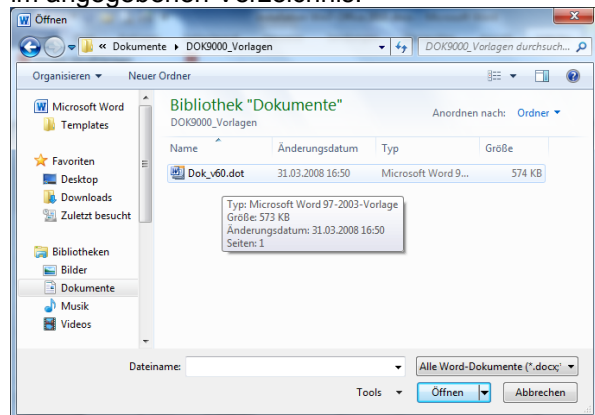 im angegebenen Verzeichnis.
Öffnen
« Dokumente ▸ DOK9000_Vorlagen
DOK9000_Vorlagen durchsuch...
Organisieren
Neuer Ordner
Microsoft Word
Templates
Favoriten
Desktop
Downloads
Zuletzt besucht
Bibliotheken
Bilder
Dokumente
Musik
Videos
Bibliothek "Dokumente"
DOK9000_Vorlagen
Anordnen nach: Ordner
Name Änderungsdatum Typ Größe
Dok_v60.dot 31.03.2008 16:50 Microsoft Word 9... 574 KB
Typ: Microsoft Word 97-2003-Vorlage
Größe: 573 KB
Änderungsdatum: 31.03.2008 16:50
Seiten: 1
Dateiname:
Alle Word-Dokumente (*.docx;*
Tools
Öffnen
Abbrechen